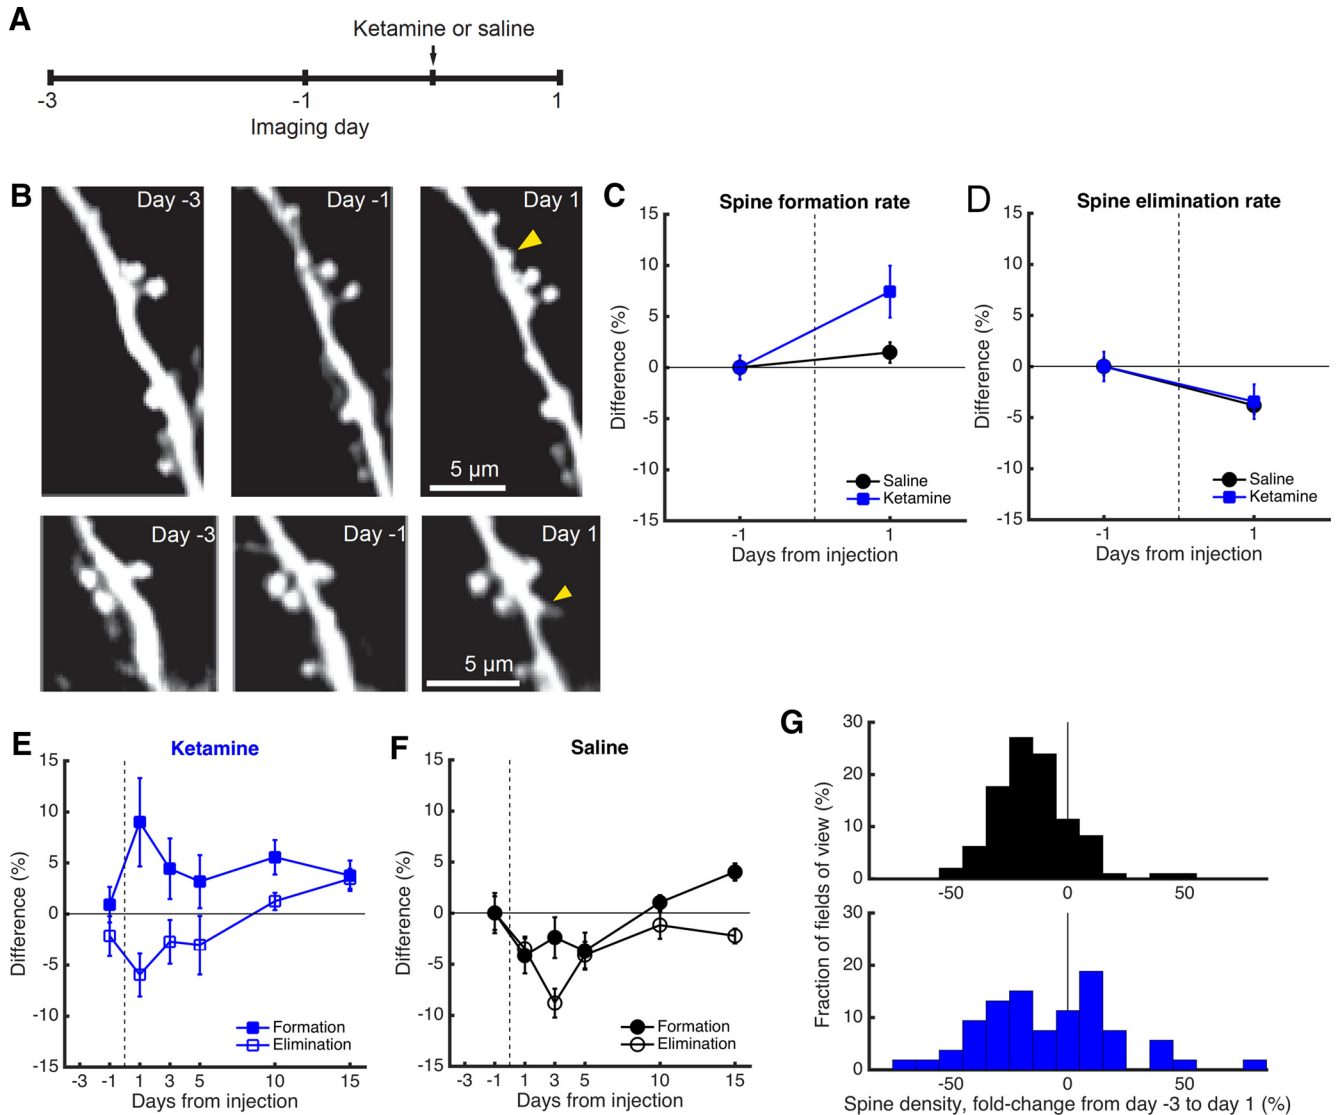 A
Ketamine or saline
-3 -1 1
Imaging day
B
Day -3
Day -1
Day 1
5 µm
Day -3
Day -1
Day 1
5 µm
C
Spine formation rate
15
10
5
0
-5
-10
-15
Difference (%)
Saline
Ketamine
-1 1
Days from injection
D
Spine elimination rate
15
10
5
0
-5
-10
-15
Difference (%)
Saline
Ketamine
-1 1
Days from injection
E
Ketamine
15
10
5
0
-5
-10
-15
Difference (%)
Formation
Elimination
-3 -1 1 3 5 10 15
Days from injection
F
Saline
15
10
5
0
-5
-10
-15
Difference (%)
Formation
Elimination
-3 -1 1 3 5 10 15
Days from injection
G
30
20
10
0
-50 0 50
30
20
10
0
-50 0 50
Fraction of fields of view (%)
Spine density, fold-change from day -3 to day 1 (%)